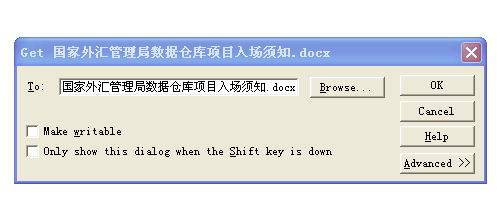 Get 国家外汇管理局数据仓库项目入场须知.docx
To: 国家外汇管理局数据仓库项目入场须知.docx Browse... OK
Cancel
Make writable Help
Only show this dialog when the Shift key is down Advanced >>